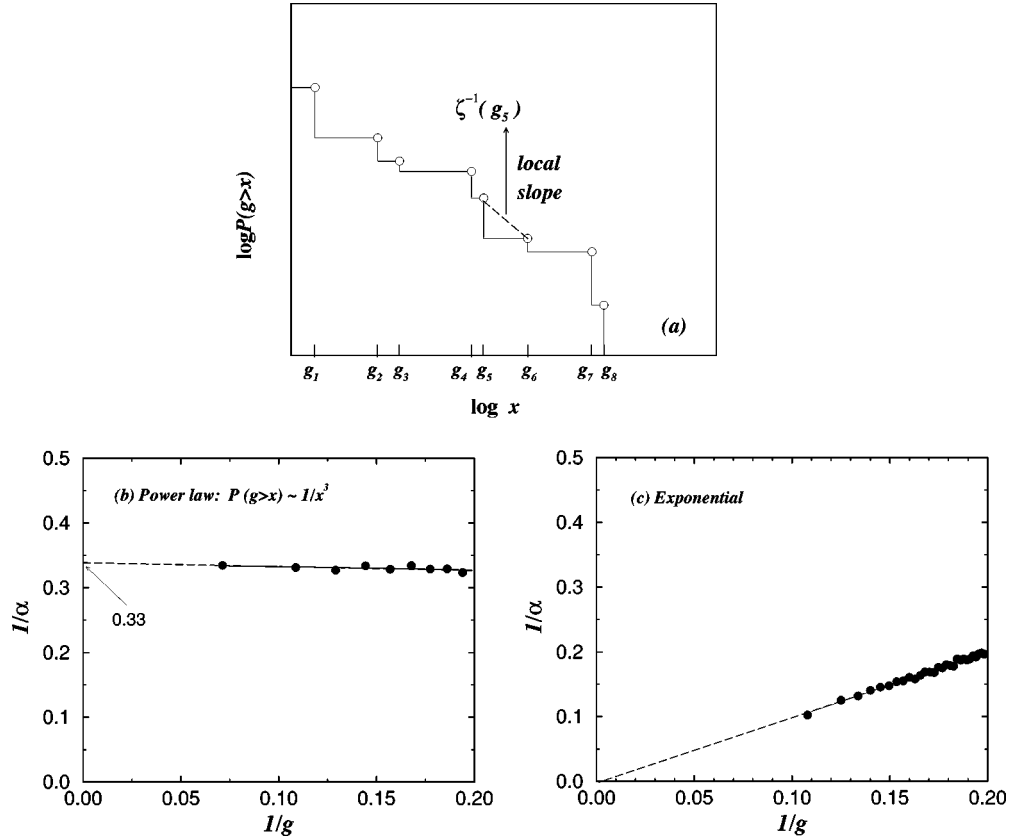 ζ⁻¹(g₅)
local
slope
logP(g>x)
(a)
g₁ g₂ g₃ g₄ g₅ g₆ g₇ g₈
log x
0.5
0.4
0.3
0.2
0.1
0.0
1/α
(b) Power law: P (g>x) ~ 1/x³
0.33
0.00 0.05 0.10 0.15 0.20
1/g
0.5
0.4
0.3
0.2
0.1
0.0
1/α
(c) Exponential
0.00 0.05 0.10 0.15 0.20
1/g